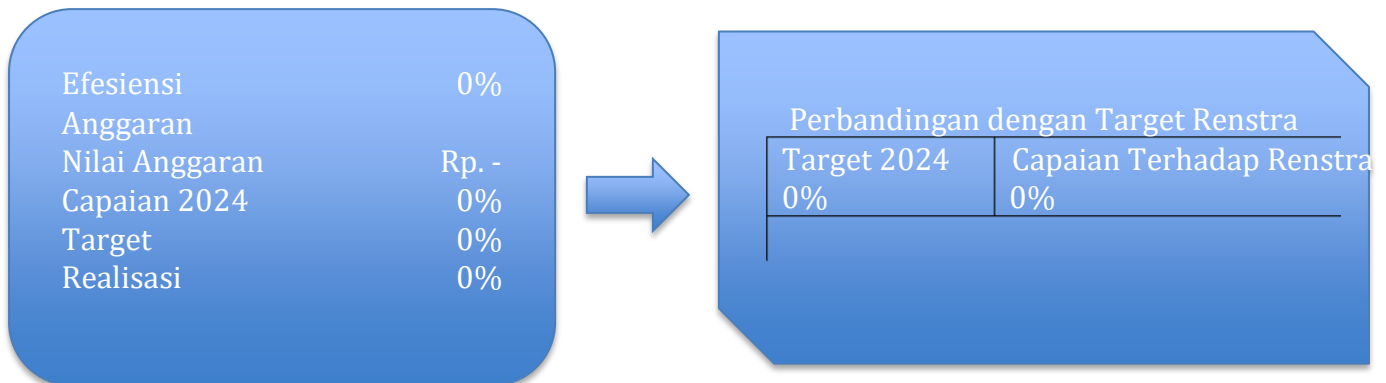 Efesiensi 0%
Anggaran
Nilai Anggaran Rp. -
Capaian 2024 0%
Target 0%
Realisasi 0%
Perbandingan dengan Target Renstra
Target 2024 Capaian Terhadap Renstra
0% 0%